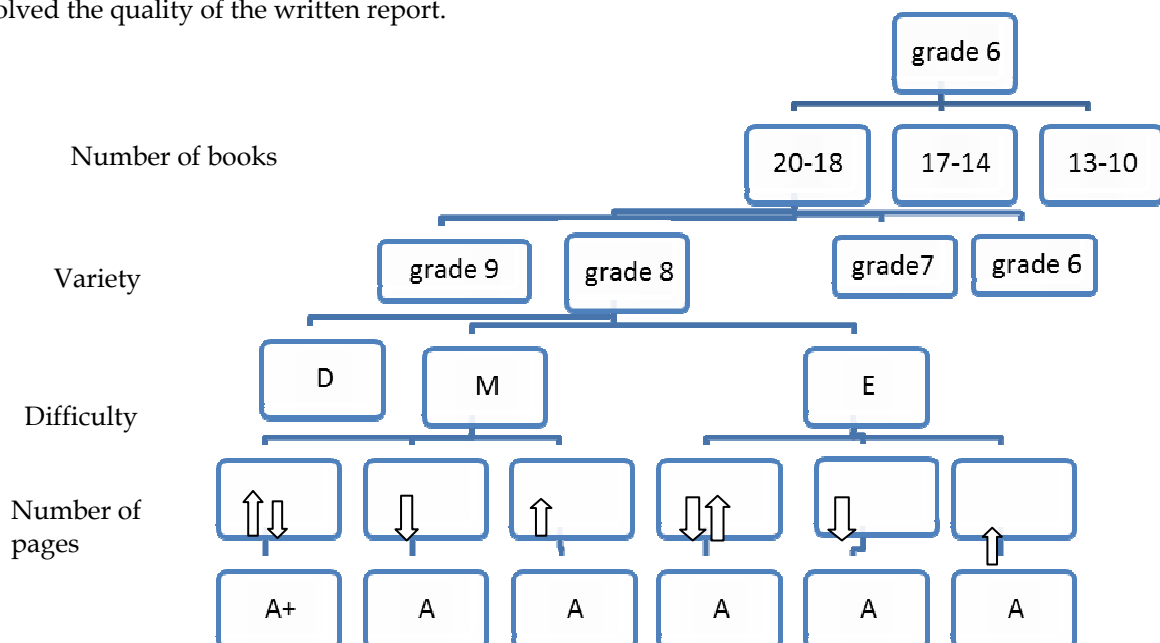 olved the quality of the written report.
grade 6
Number of books
20-18 17-14 13-10
Variety
grade 9 grade 8 grade7 grade 6
D M E
Difficulty
Number of
pages
A+ A A A A A